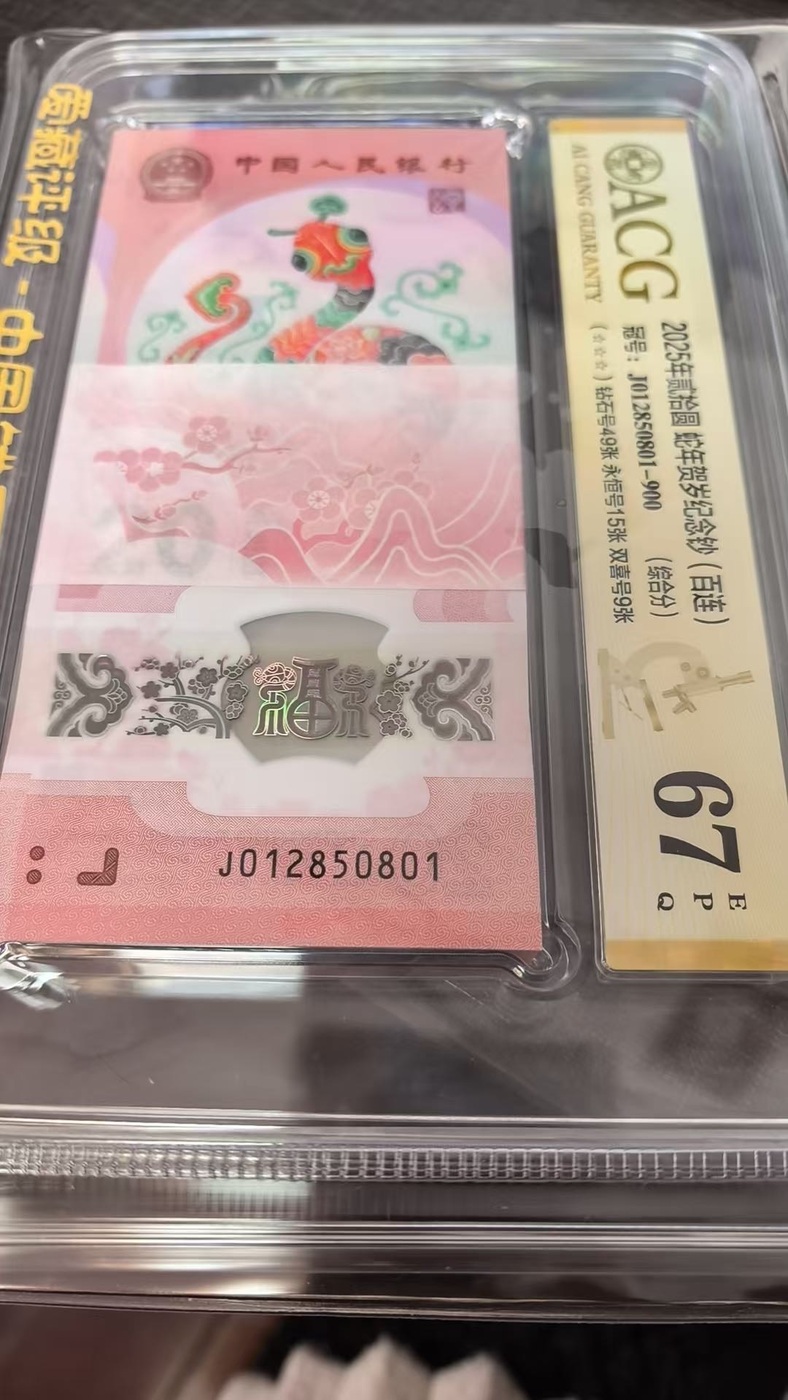 中国人民银行
J012850801
ACG
AI CANG GUARANTY
2025年贰拾圆 蛇年贺岁纪念钞（百连）
冠号：J012850801-900 （综合分）
（☆☆☆）钻石号49张 永恒号15张 双喜号9张
67
E
P
Q
爱藏评级·中国